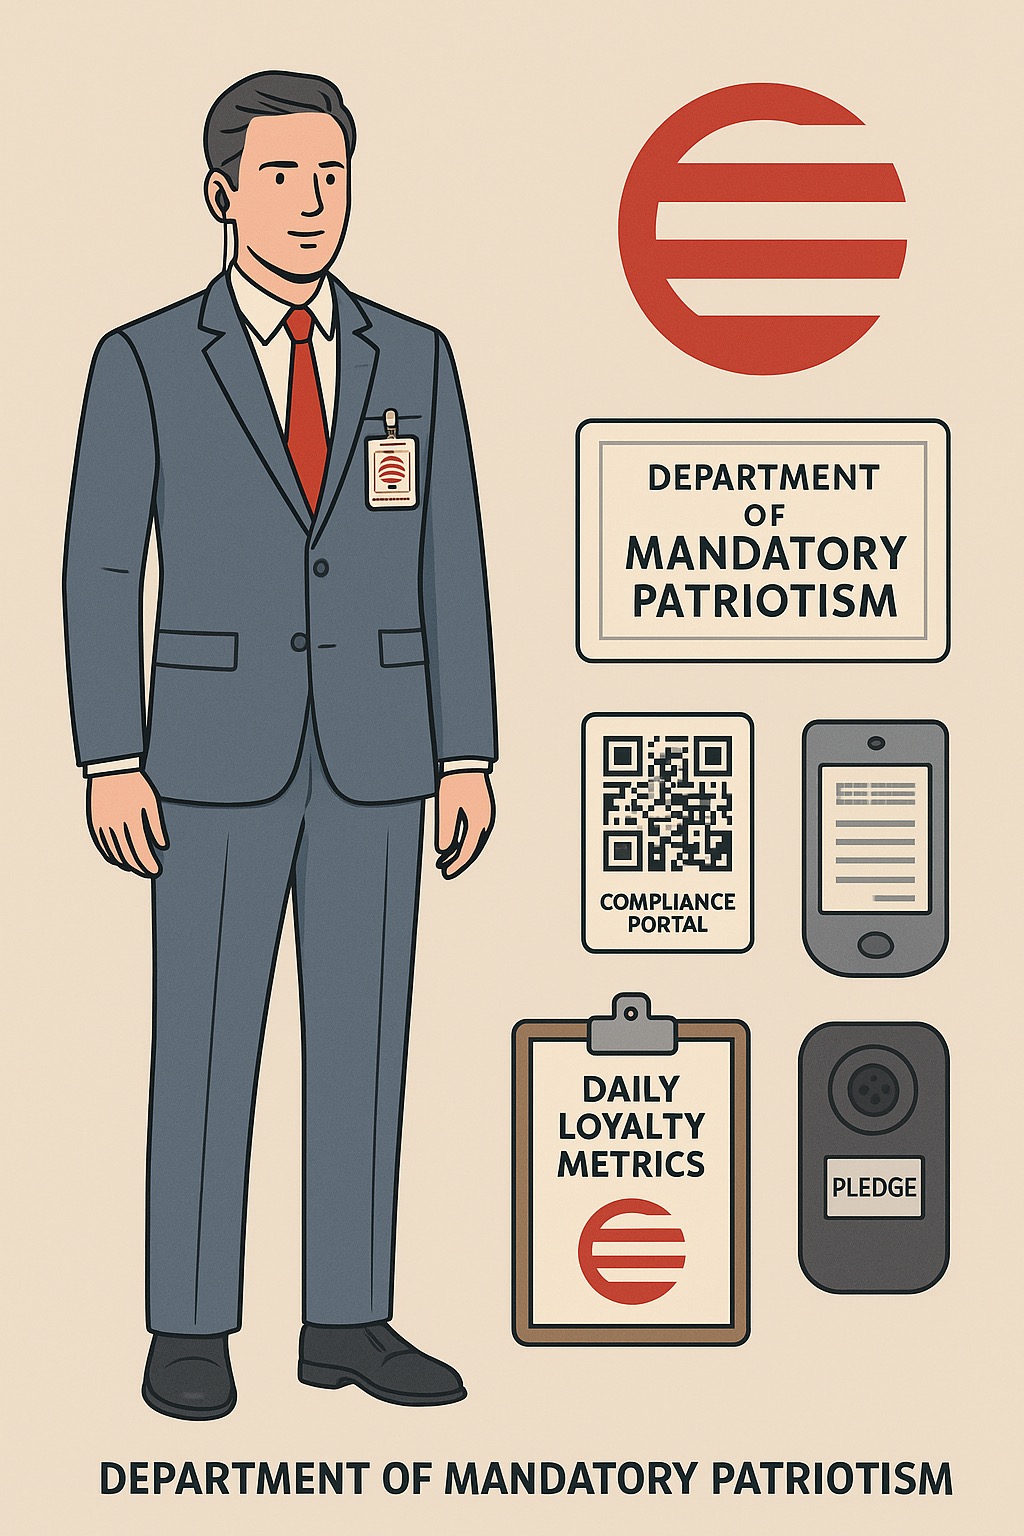 DEPARTMENT
OF
MANDATORY
PATRIOTISM
COMPLIANCE
PORTAL
DAILY
LOYALTY
METRICS
PLEDGE
DEPARTMENT OF MANDATORY PATRIOTISM